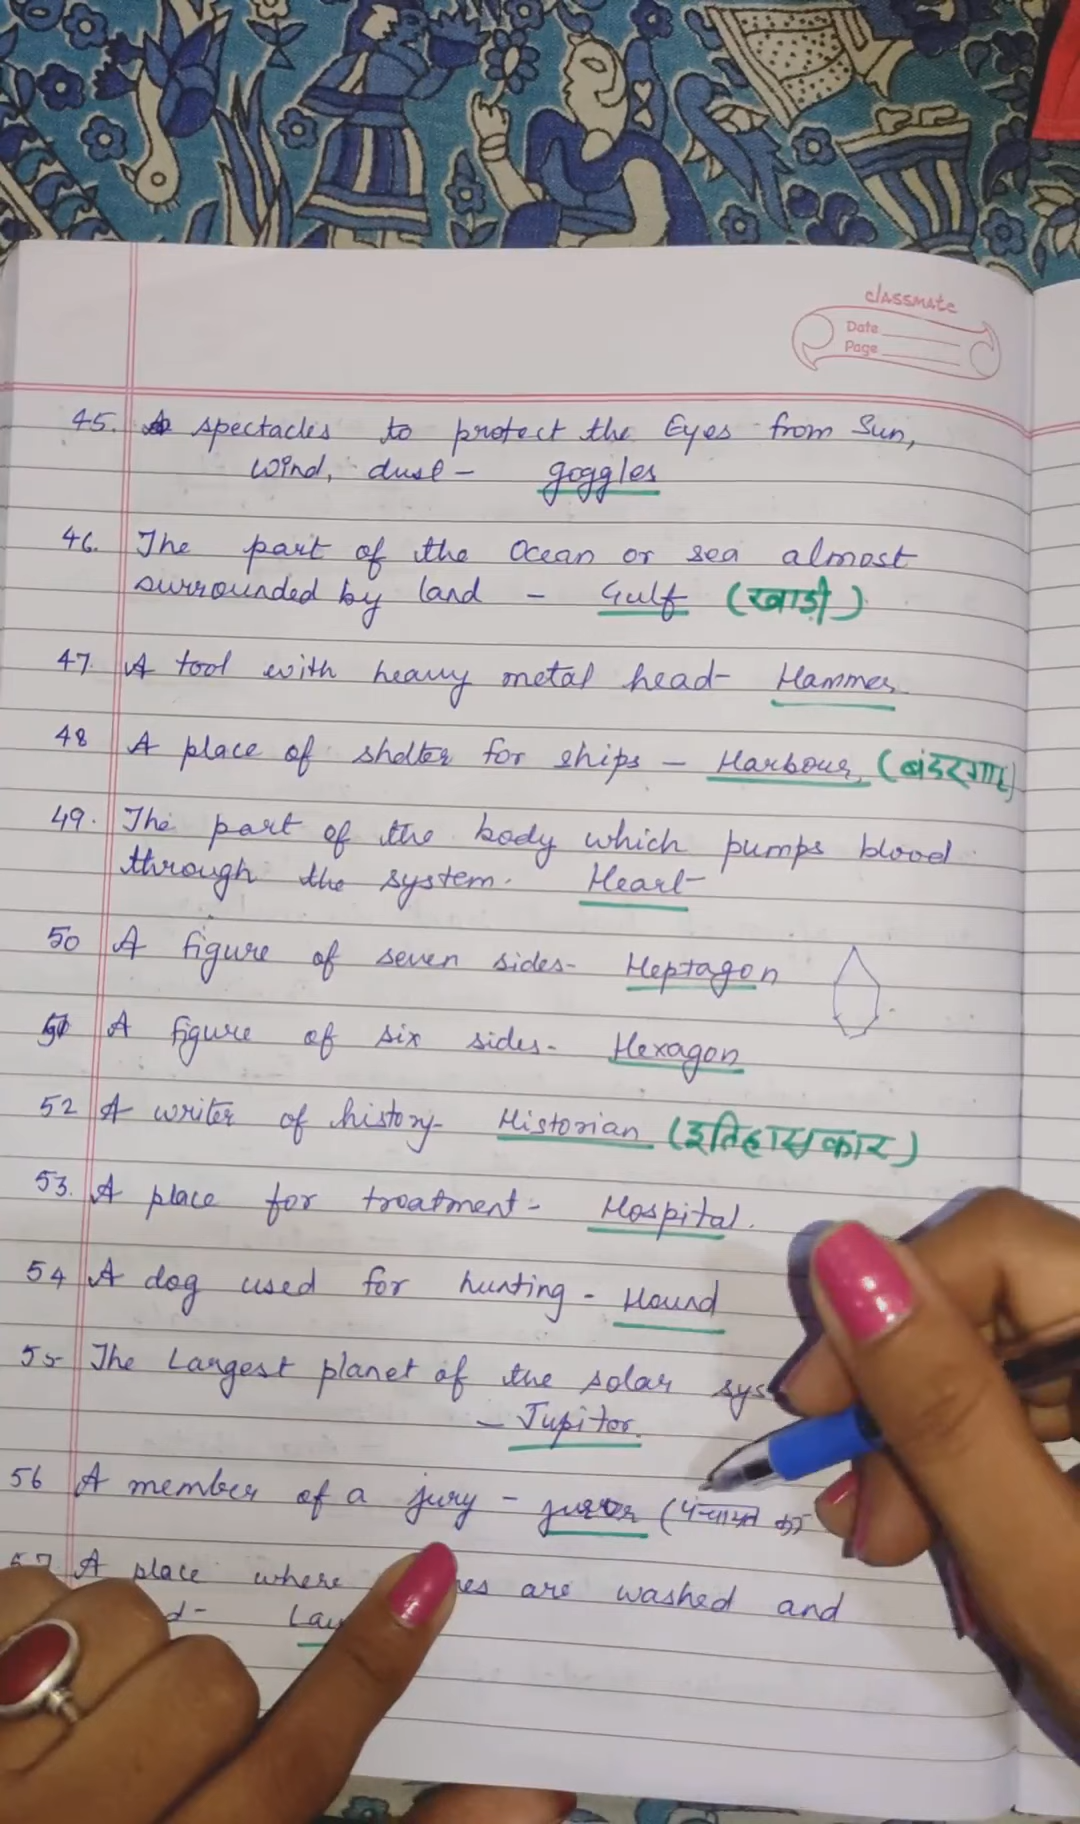 classmate
Date
Page
45. spectacles to protect the Eyes from Sun,
wind, dust - goggles
46. The part of the Ocean or sea almost
surrounded by land - Gulf (खाड़ी)
47. A tool with heavy metal head- Hammer.
48 A place of shelter for ships - Harbour, (बंदरगाह)
49. The part of the body which pumps blood
through the system. Heart
50 A figure of seven sides- Heptagon
51 A figure of six sides- Hexagon
52 A writer of history- Historian (इतिहासकार)
53. A place for treatment- Hospital.
54 A dog used for hunting - Hound
55 The Largest planet of the solar sys
- Jupitor.
56 A member of a jury - juror (
57 A place where are washed and